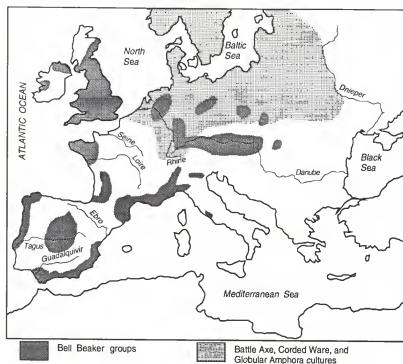 North
Sea
Baltic
Sea
ATLANTIC OCEAN
Dnieper
Seine
Loire
Rhine
Danube
Black
Sea
Ebro
Tagus
Guadalquivir
Mediterranean Sea
Bell Beaker groups
Battle Axe, Corded Ware, and
Globular Amphora cultures